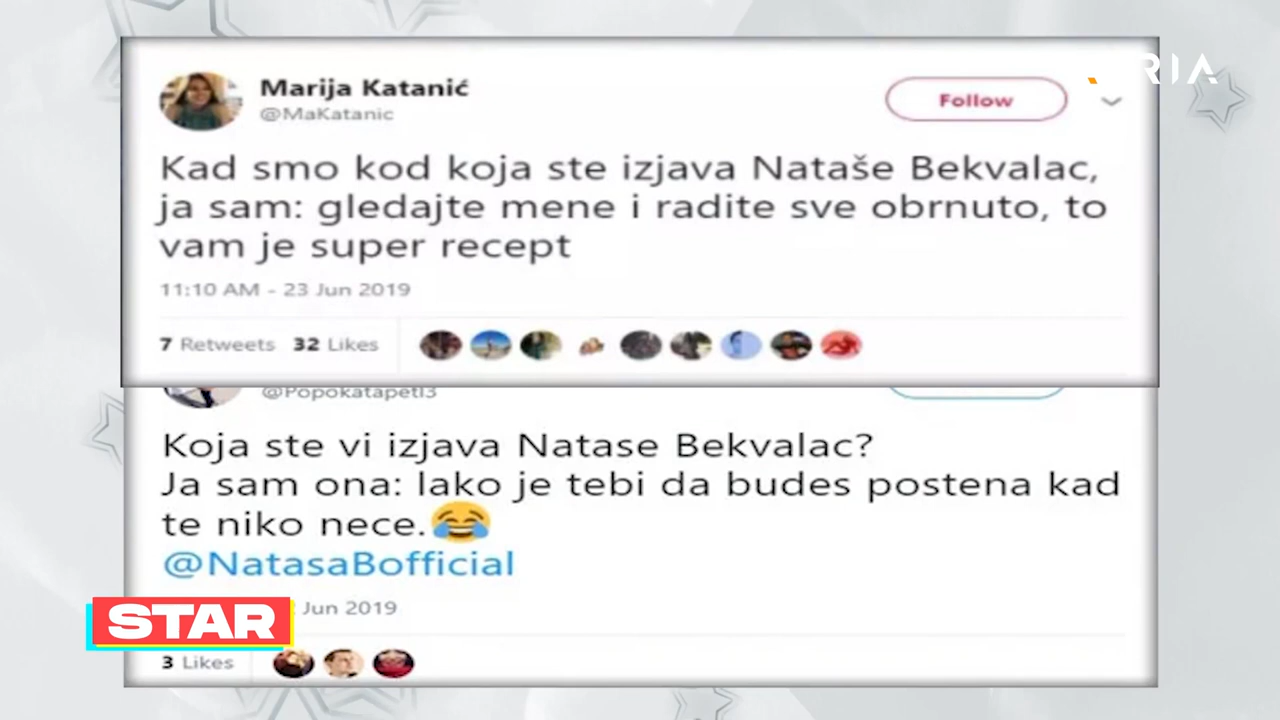 Marija Katanić
@MaKatanic
Follow
Kad smo kod koja ste izjava Nataše Bekvalac,
ja sam: gledajte mene i radite sve obrnuto, to
vam je super recept
11:10 AM - 23 Jun 2019
7 Retweets 32 Likes
@Popokatapetl3
Koja ste vi izjava Natase Bekvalac?
Ja sam ona: lako je tebi da budes postena kad
te niko nece.😂
@NatasaBofficial
Jun 2019
STAR
3 Likes